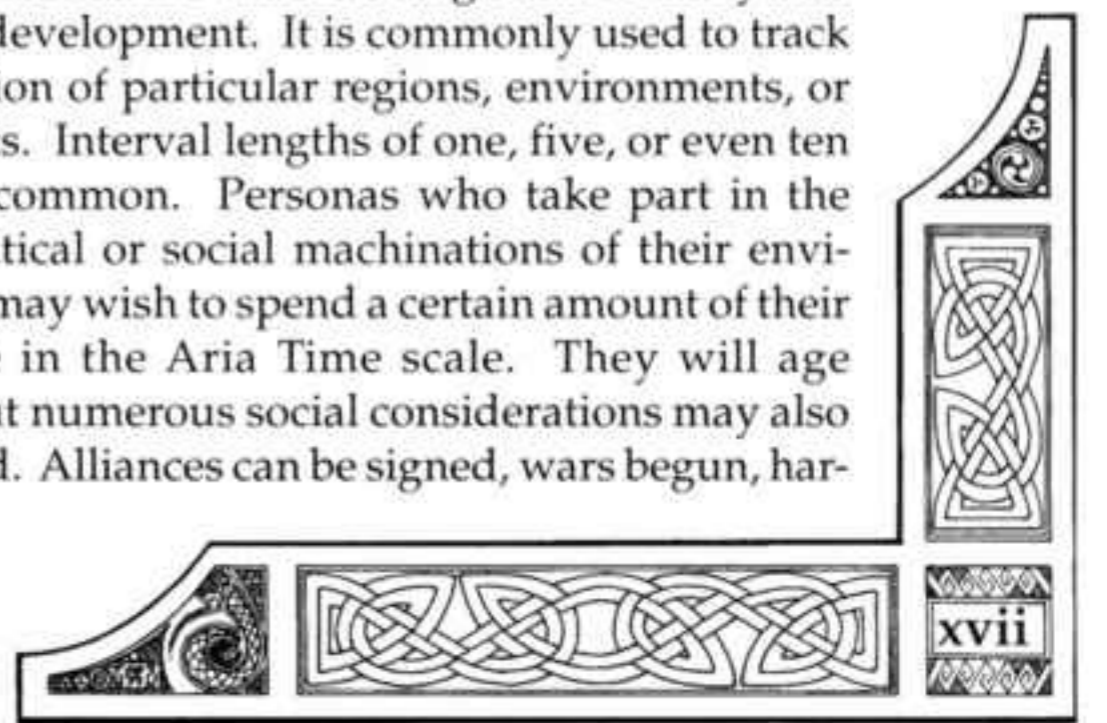 development. It is commonly used to track
ion of particular regions, environments, or
s. Interval lengths of one, five, or even ten
common. Personas who take part in the
tical or social machinations of their envi-
may wish to spend a certain amount of their
in the Aria Time scale. They will age
ut numerous social considerations may also
d. Alliances can be signed, wars begun, har-
xvii